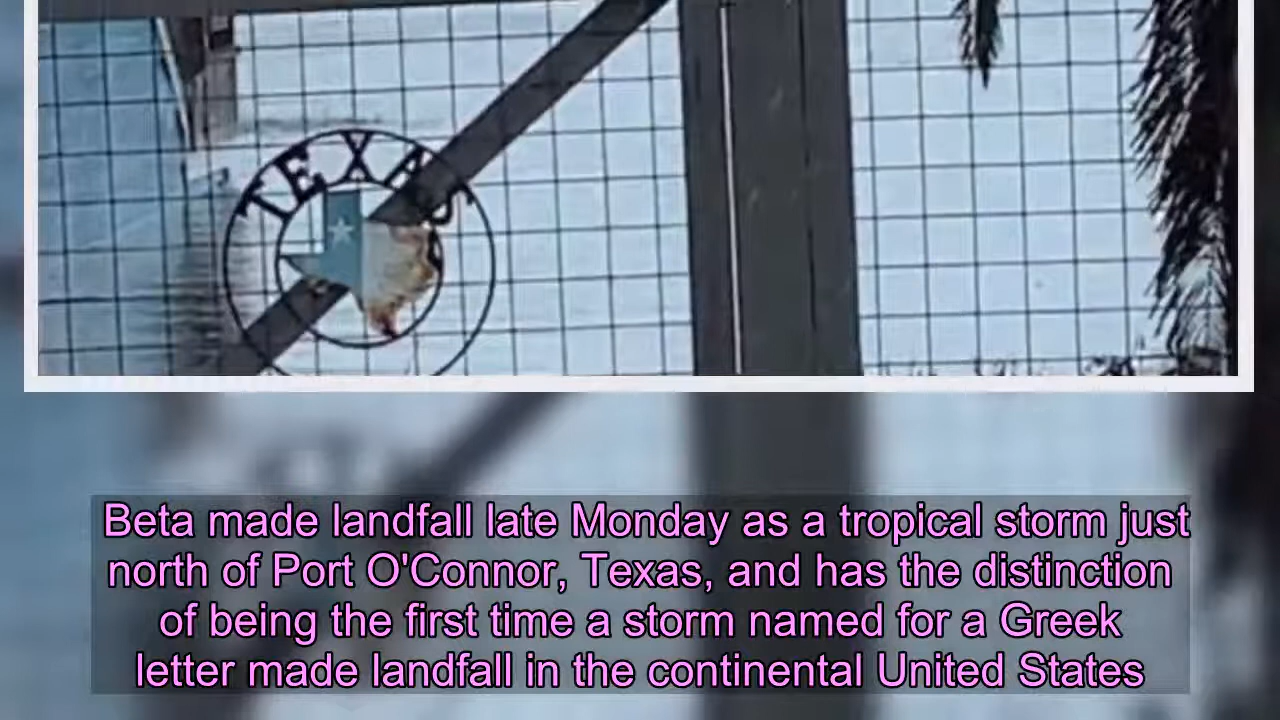 TEXAS
Beta made landfall late Monday as a tropical storm just
north of Port O'Connor, Texas, and has the distinction
of being the first time a storm named for a Greek
letter made landfall in the continental United States